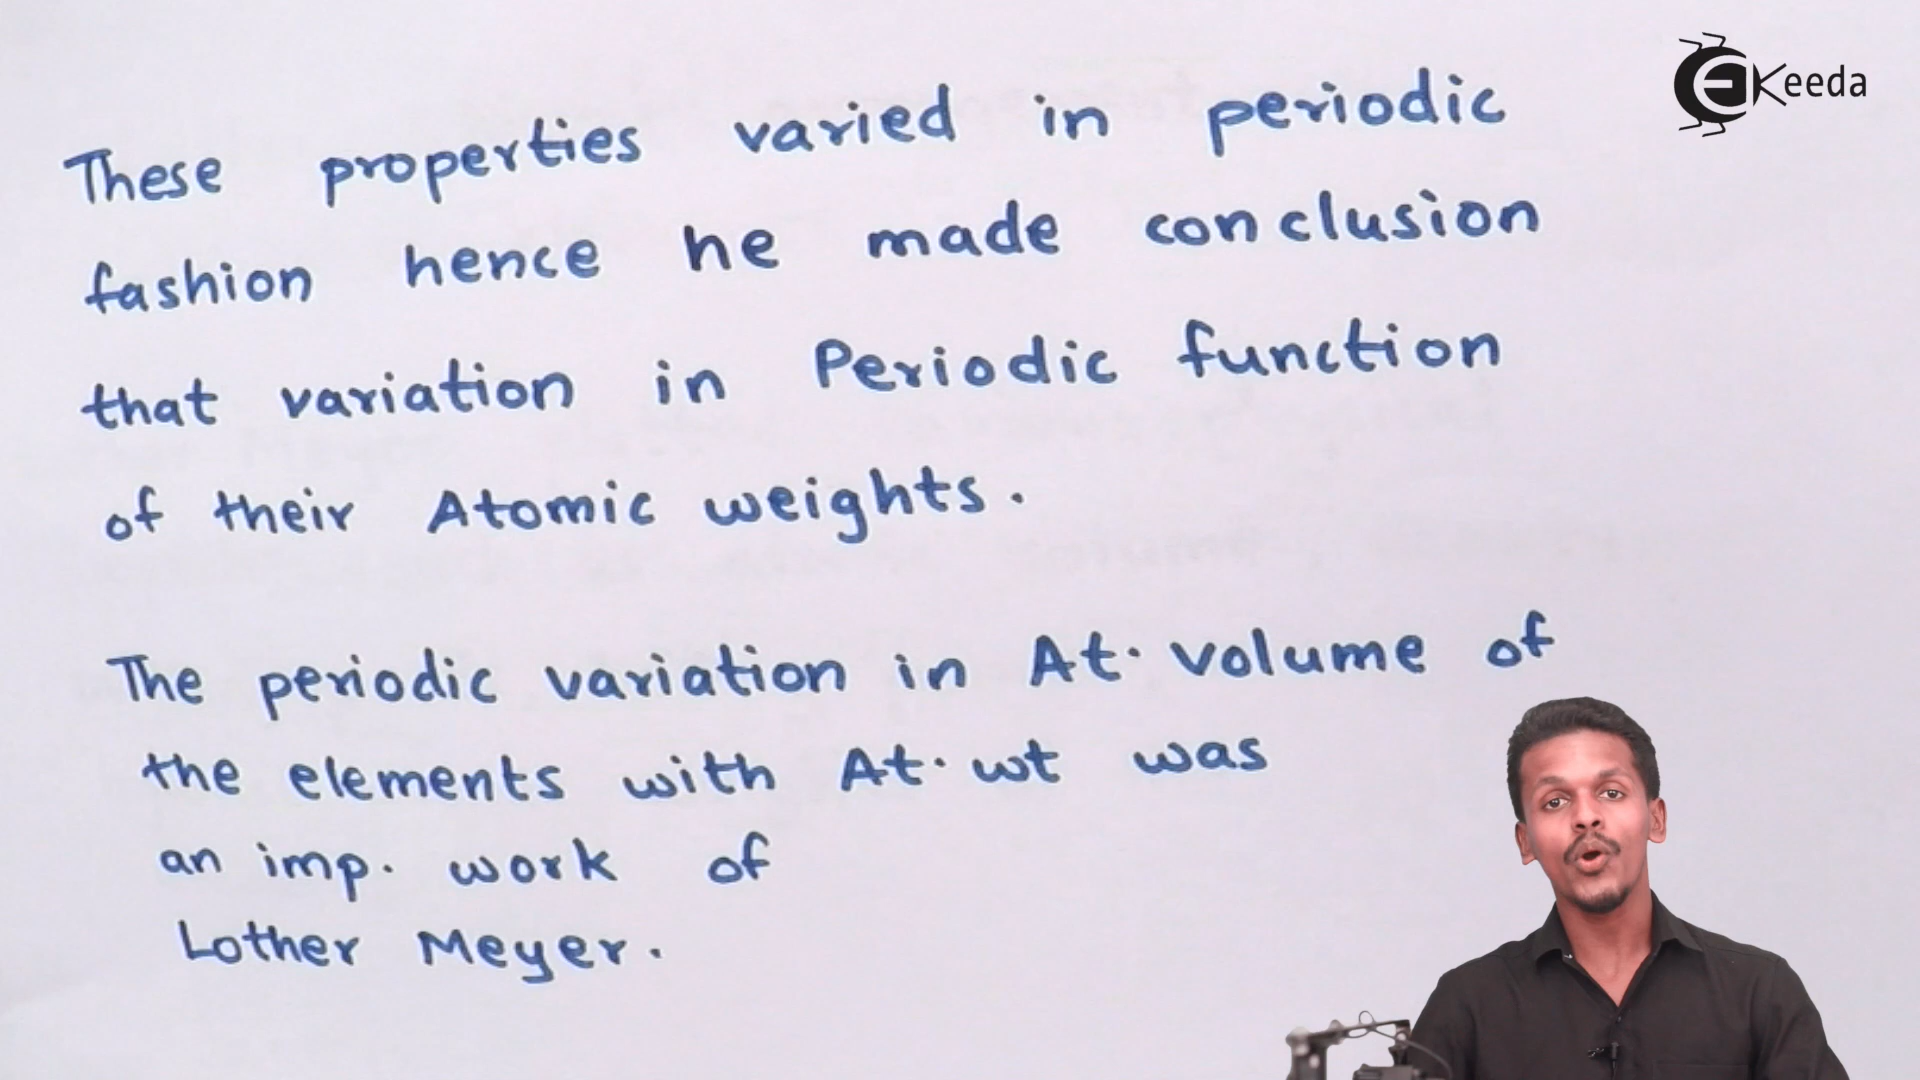 These properties varied in periodic
fashion hence he made conclusion
that variation in Periodic function
of their Atomic weights.
The periodic variation in At. volume of
the elements with At. wt was
an imp. work of
Lother Meyer.
EKeeda